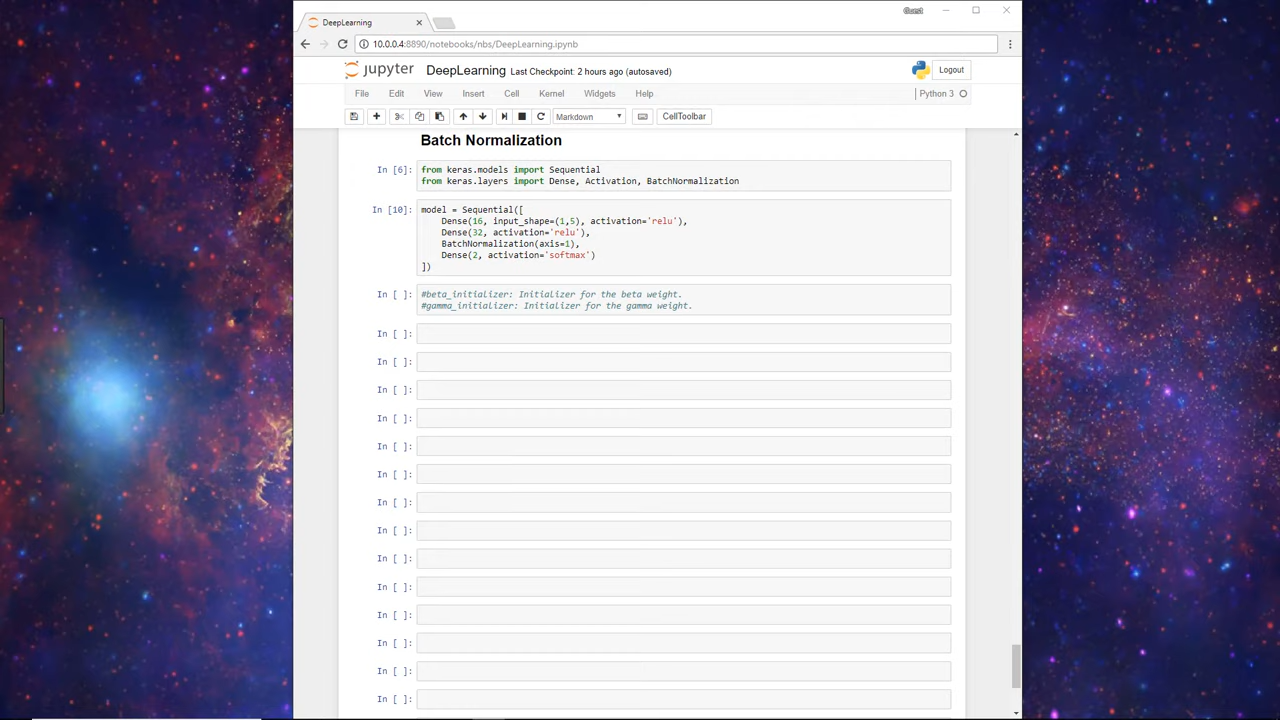 Guest
DeepLearning
10.0.0.4:8890/notebooks/nbs/DeepLearning.ipynb
jupyter DeepLearning Last Checkpoint: 2 hours ago (autosaved)
Logout
File Edit View Insert Cell Kernel Widgets Help
Python 3
Markdown
CellToolbar
Batch Normalization
In [6]: from keras.models import Sequential
from keras.layers import Dense, Activation, BatchNormalization
In [10]: model = Sequential([
Dense(16, input_shape=(1,5), activation='relu'),
Dense(32, activation='relu'),
BatchNormalization(axis=1),
Dense(2, activation='softmax')
])
In [ ]: #beta_initializer: Initializer for the beta weight.
#gamma_initializer: Initializer for the gamma weight.
In [ ]:
In [ ]:
In [ ]:
In [ ]:
In [ ]:
In [ ]:
In [ ]:
In [ ]:
In [ ]:
In [ ]:
In [ ]:
In [ ]:
In [ ]:
In [ ]: